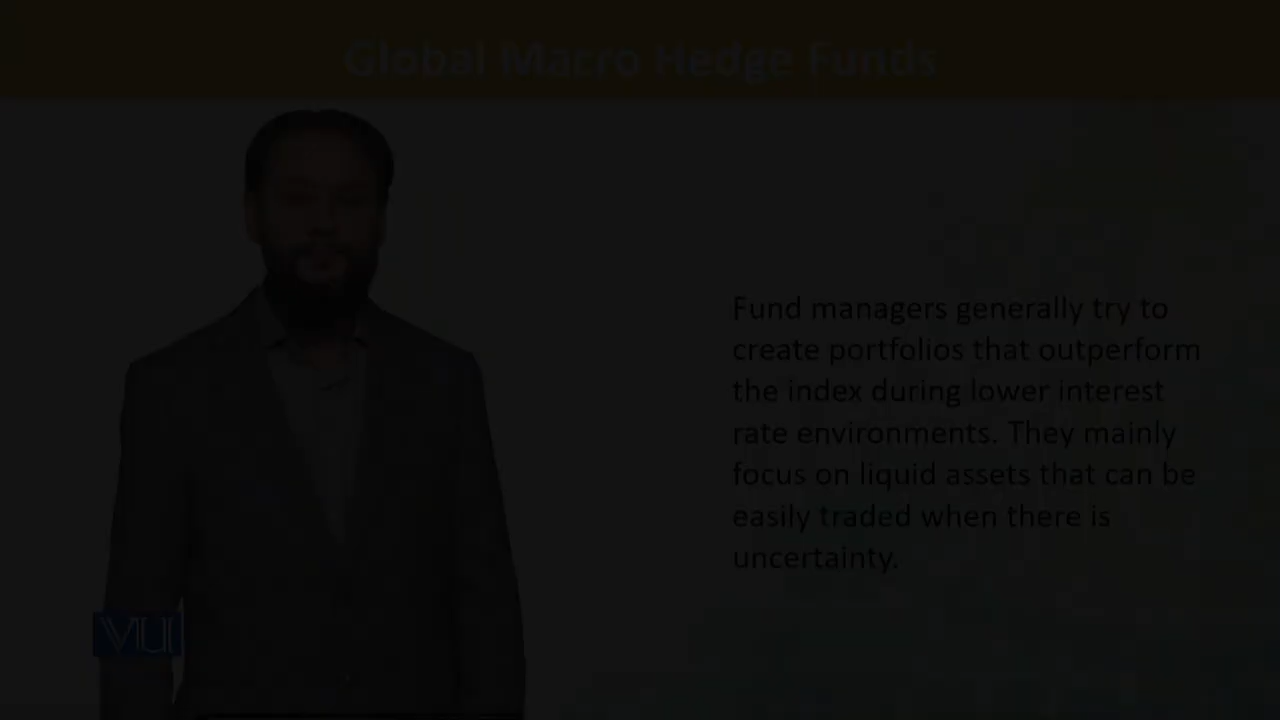 Global Macro Hedge Funds
Fund managers generally try to
create portfolios that outperform
the index during lower interest
rate environments. They mainly
focus on liquid assets that can be
easily traded when there is
uncertainty.
VU